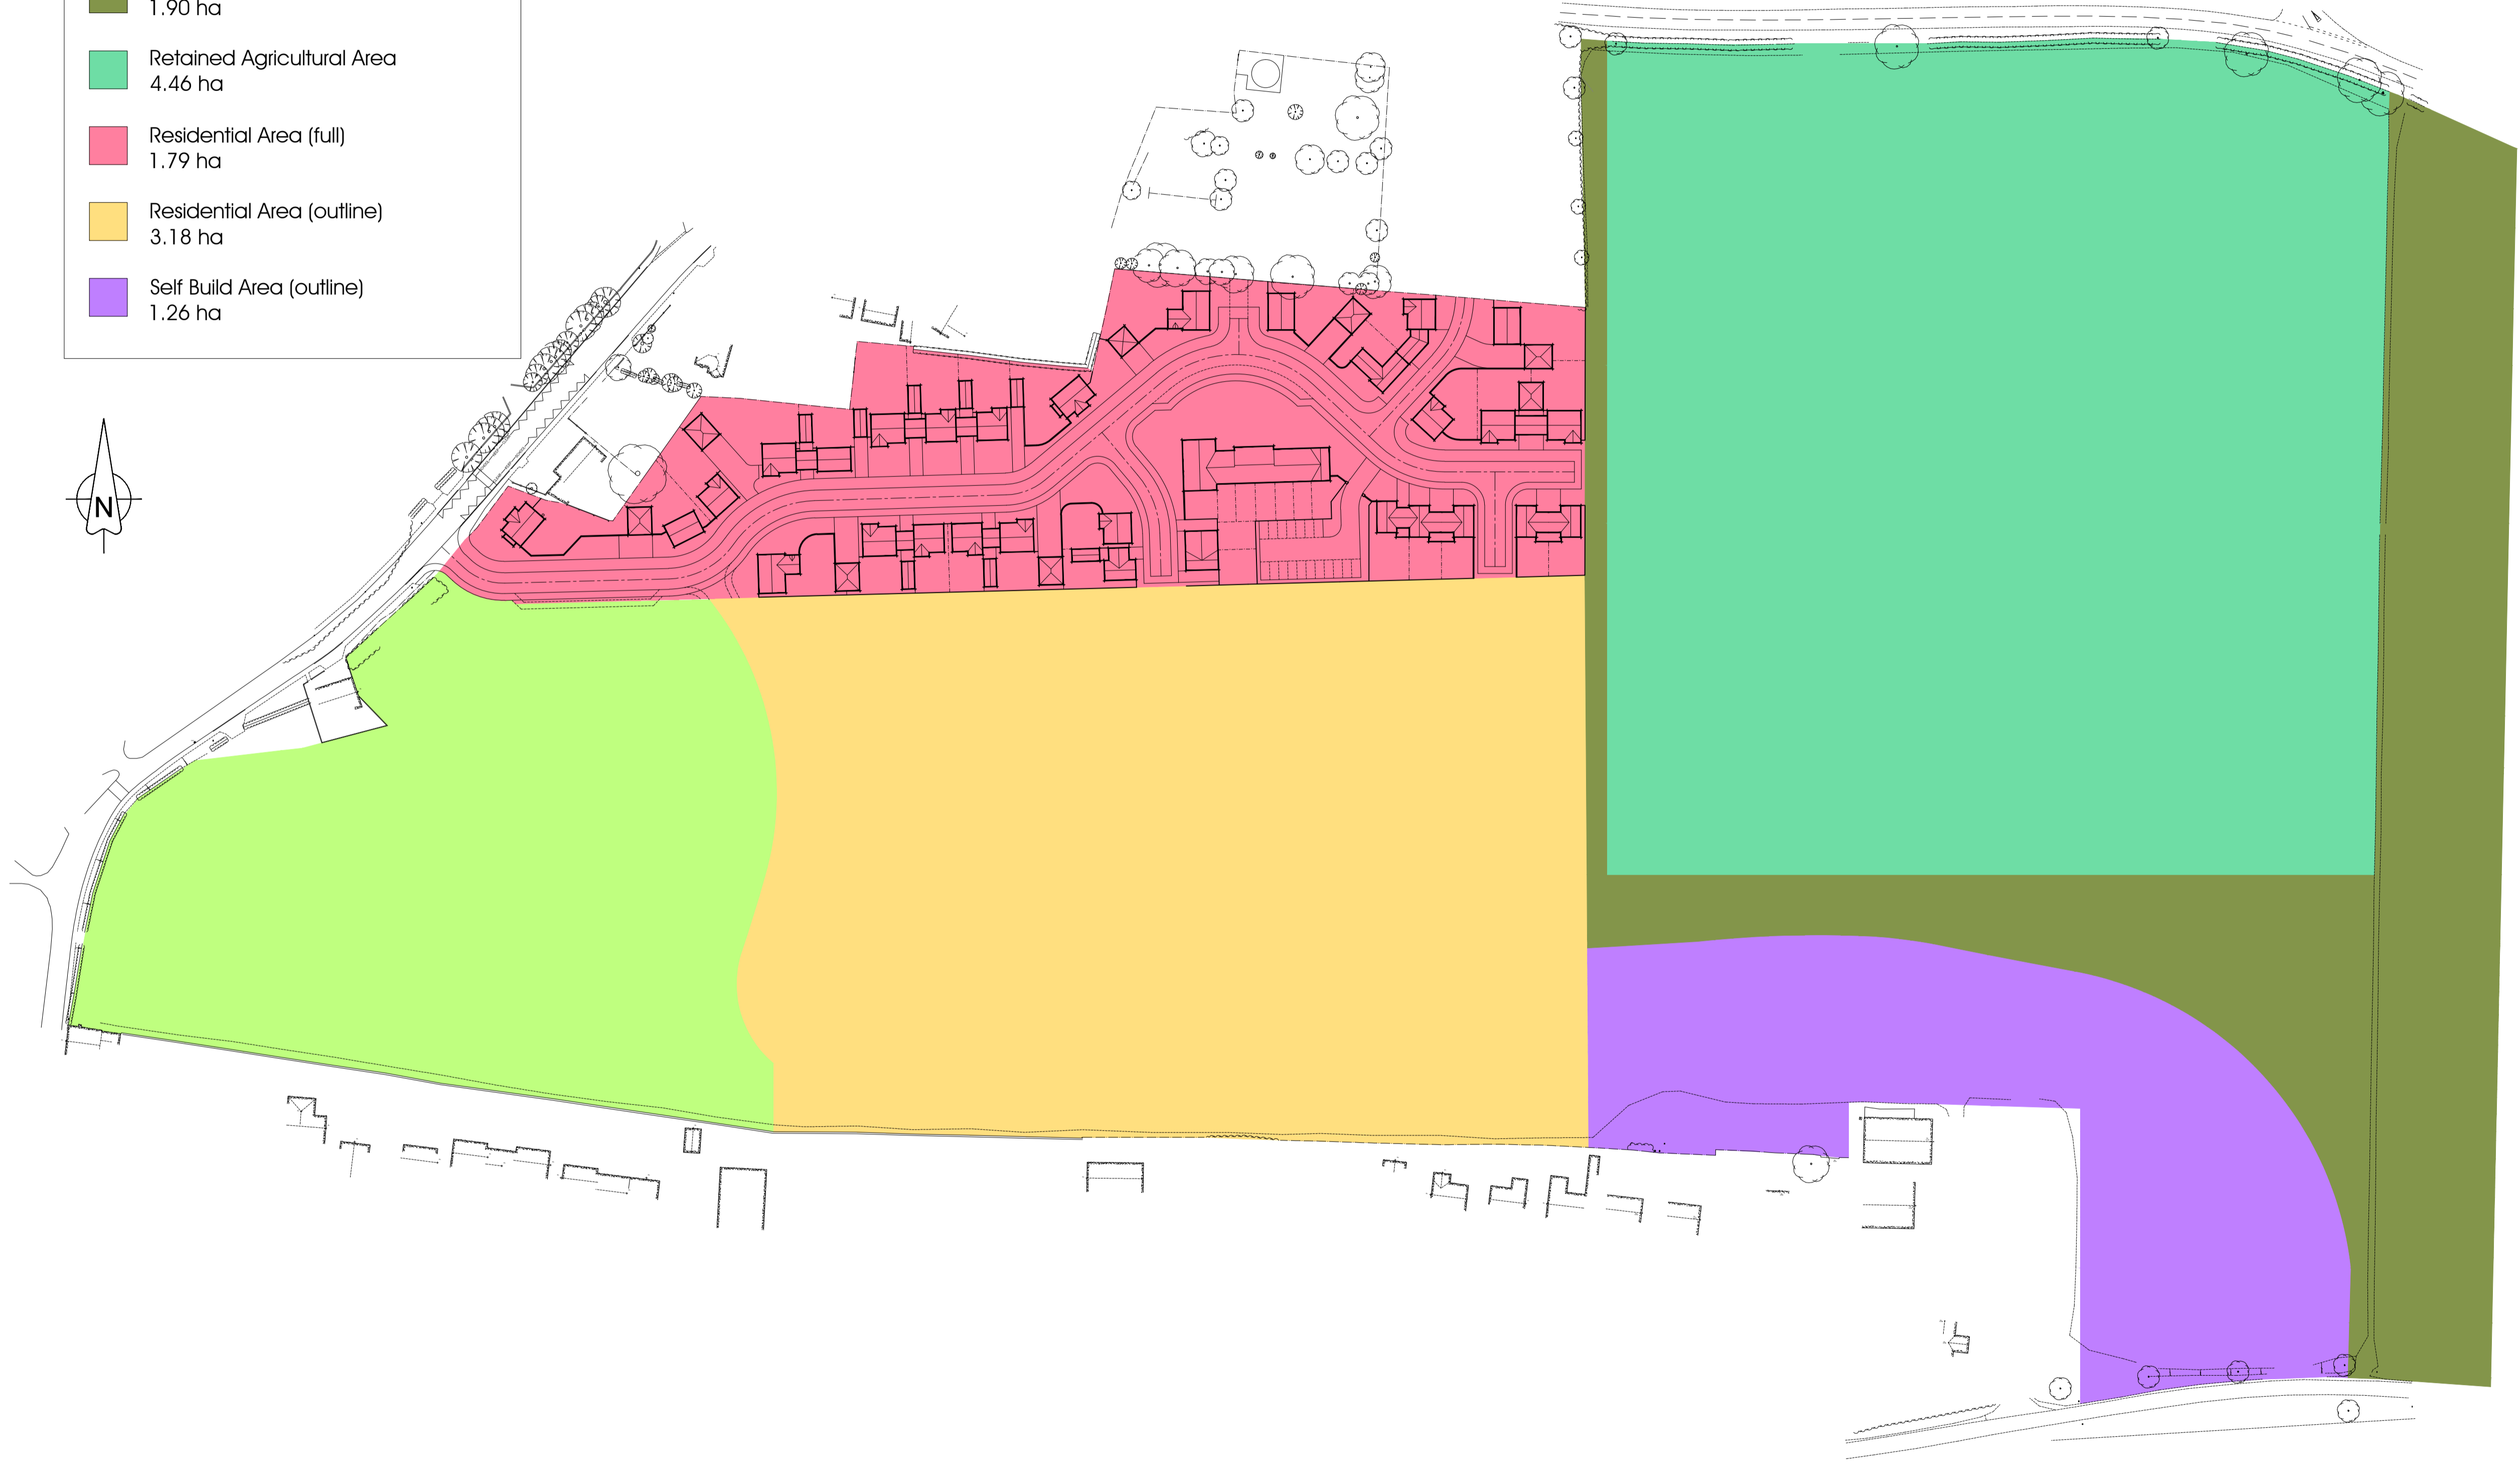 1.90 ha
Retained Agricultural Area
4.46 ha
Residential Area (full)
1.79 ha
Residential Area (outline)
3.18 ha
Self Build Area (outline)
1.26 ha
N